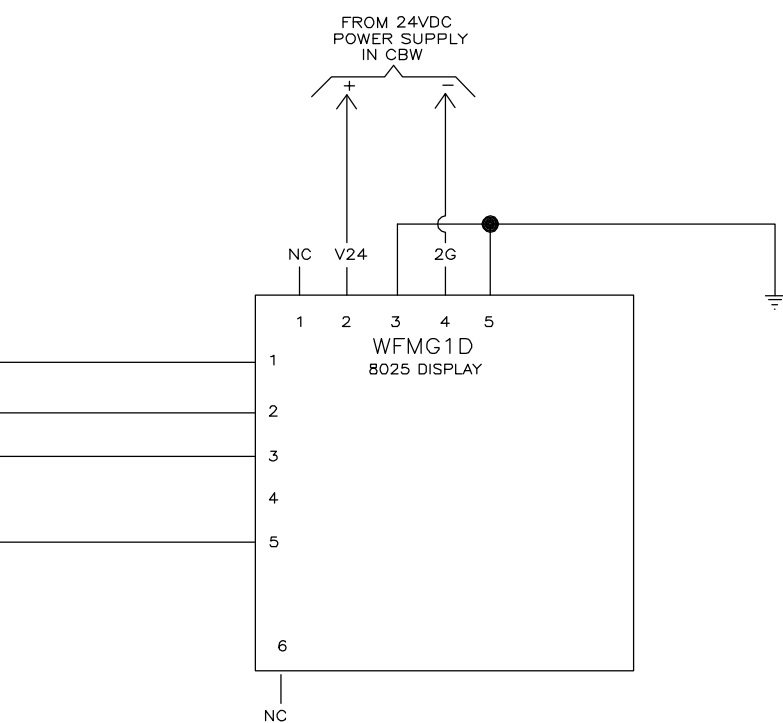 FROM 24VDC
POWER SUPPLY
IN CBW
+ −
NC V24 2G
1 2 3 4 5
WFMG1D
8025 DISPLAY
1
2
3
4
5
6
NC